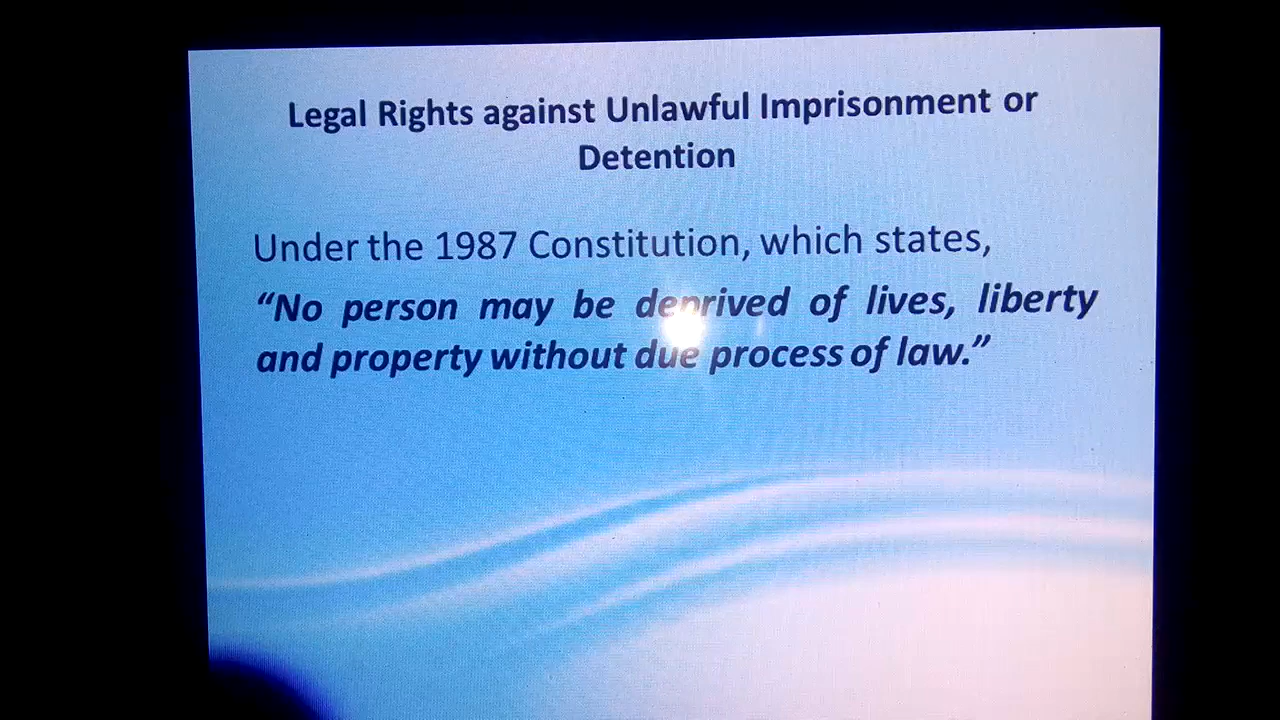 Legal Rights against Unlawful Imprisonment or
Detention
Under the 1987 Constitution, which states,
“No person may be deprived of lives, liberty
and property without due process of law.”